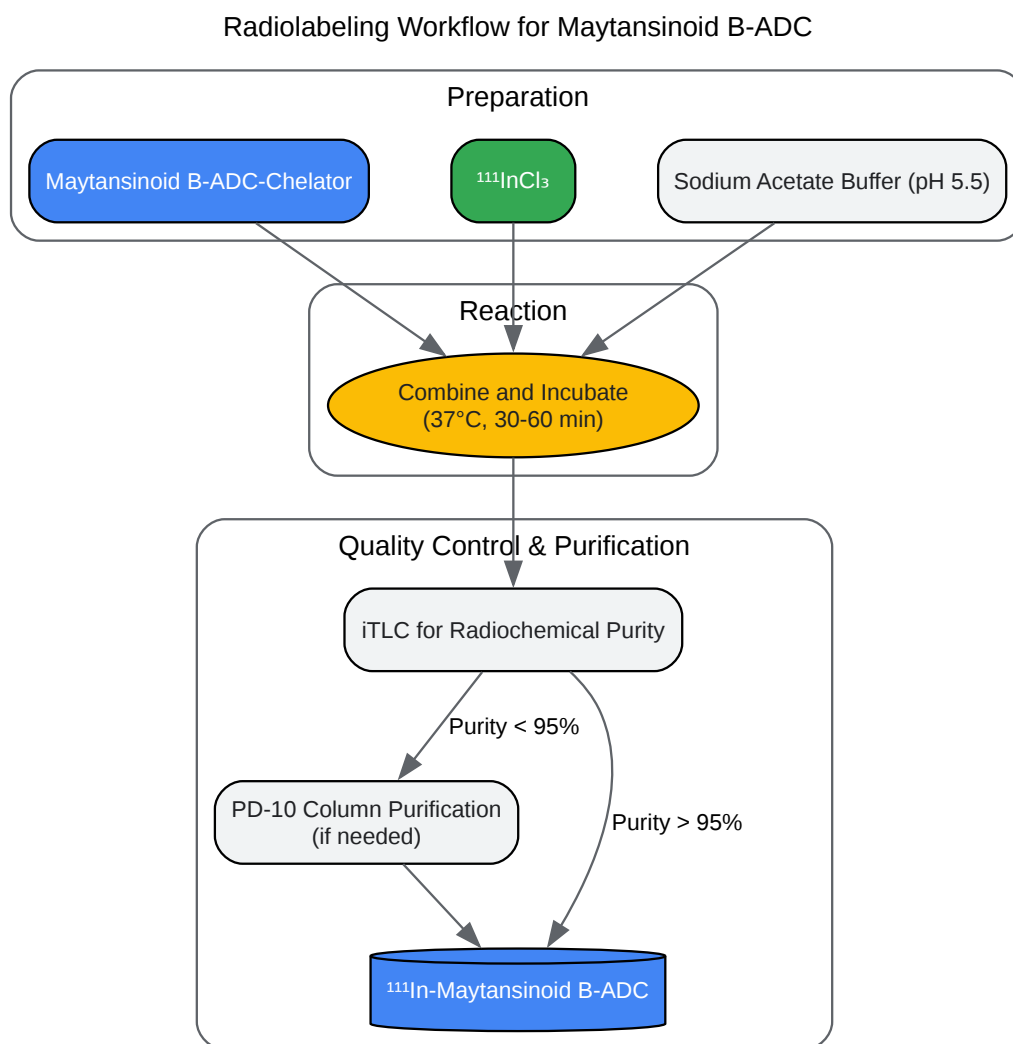 Radiolabeling Workflow for Maytansinoid B-ADC
Preparation
Maytansinoid B-ADC-Chelator
¹¹¹InCl₃
Sodium Acetate Buffer (pH 5.5)
Reaction
Combine and Incubate
(37°C, 30-60 min)
Quality Control & Purification
iTLC for Radiochemical Purity
Purity < 95%
PD-10 Column Purification
(if needed)
Purity > 95%
¹¹¹In-Maytansinoid B-ADC